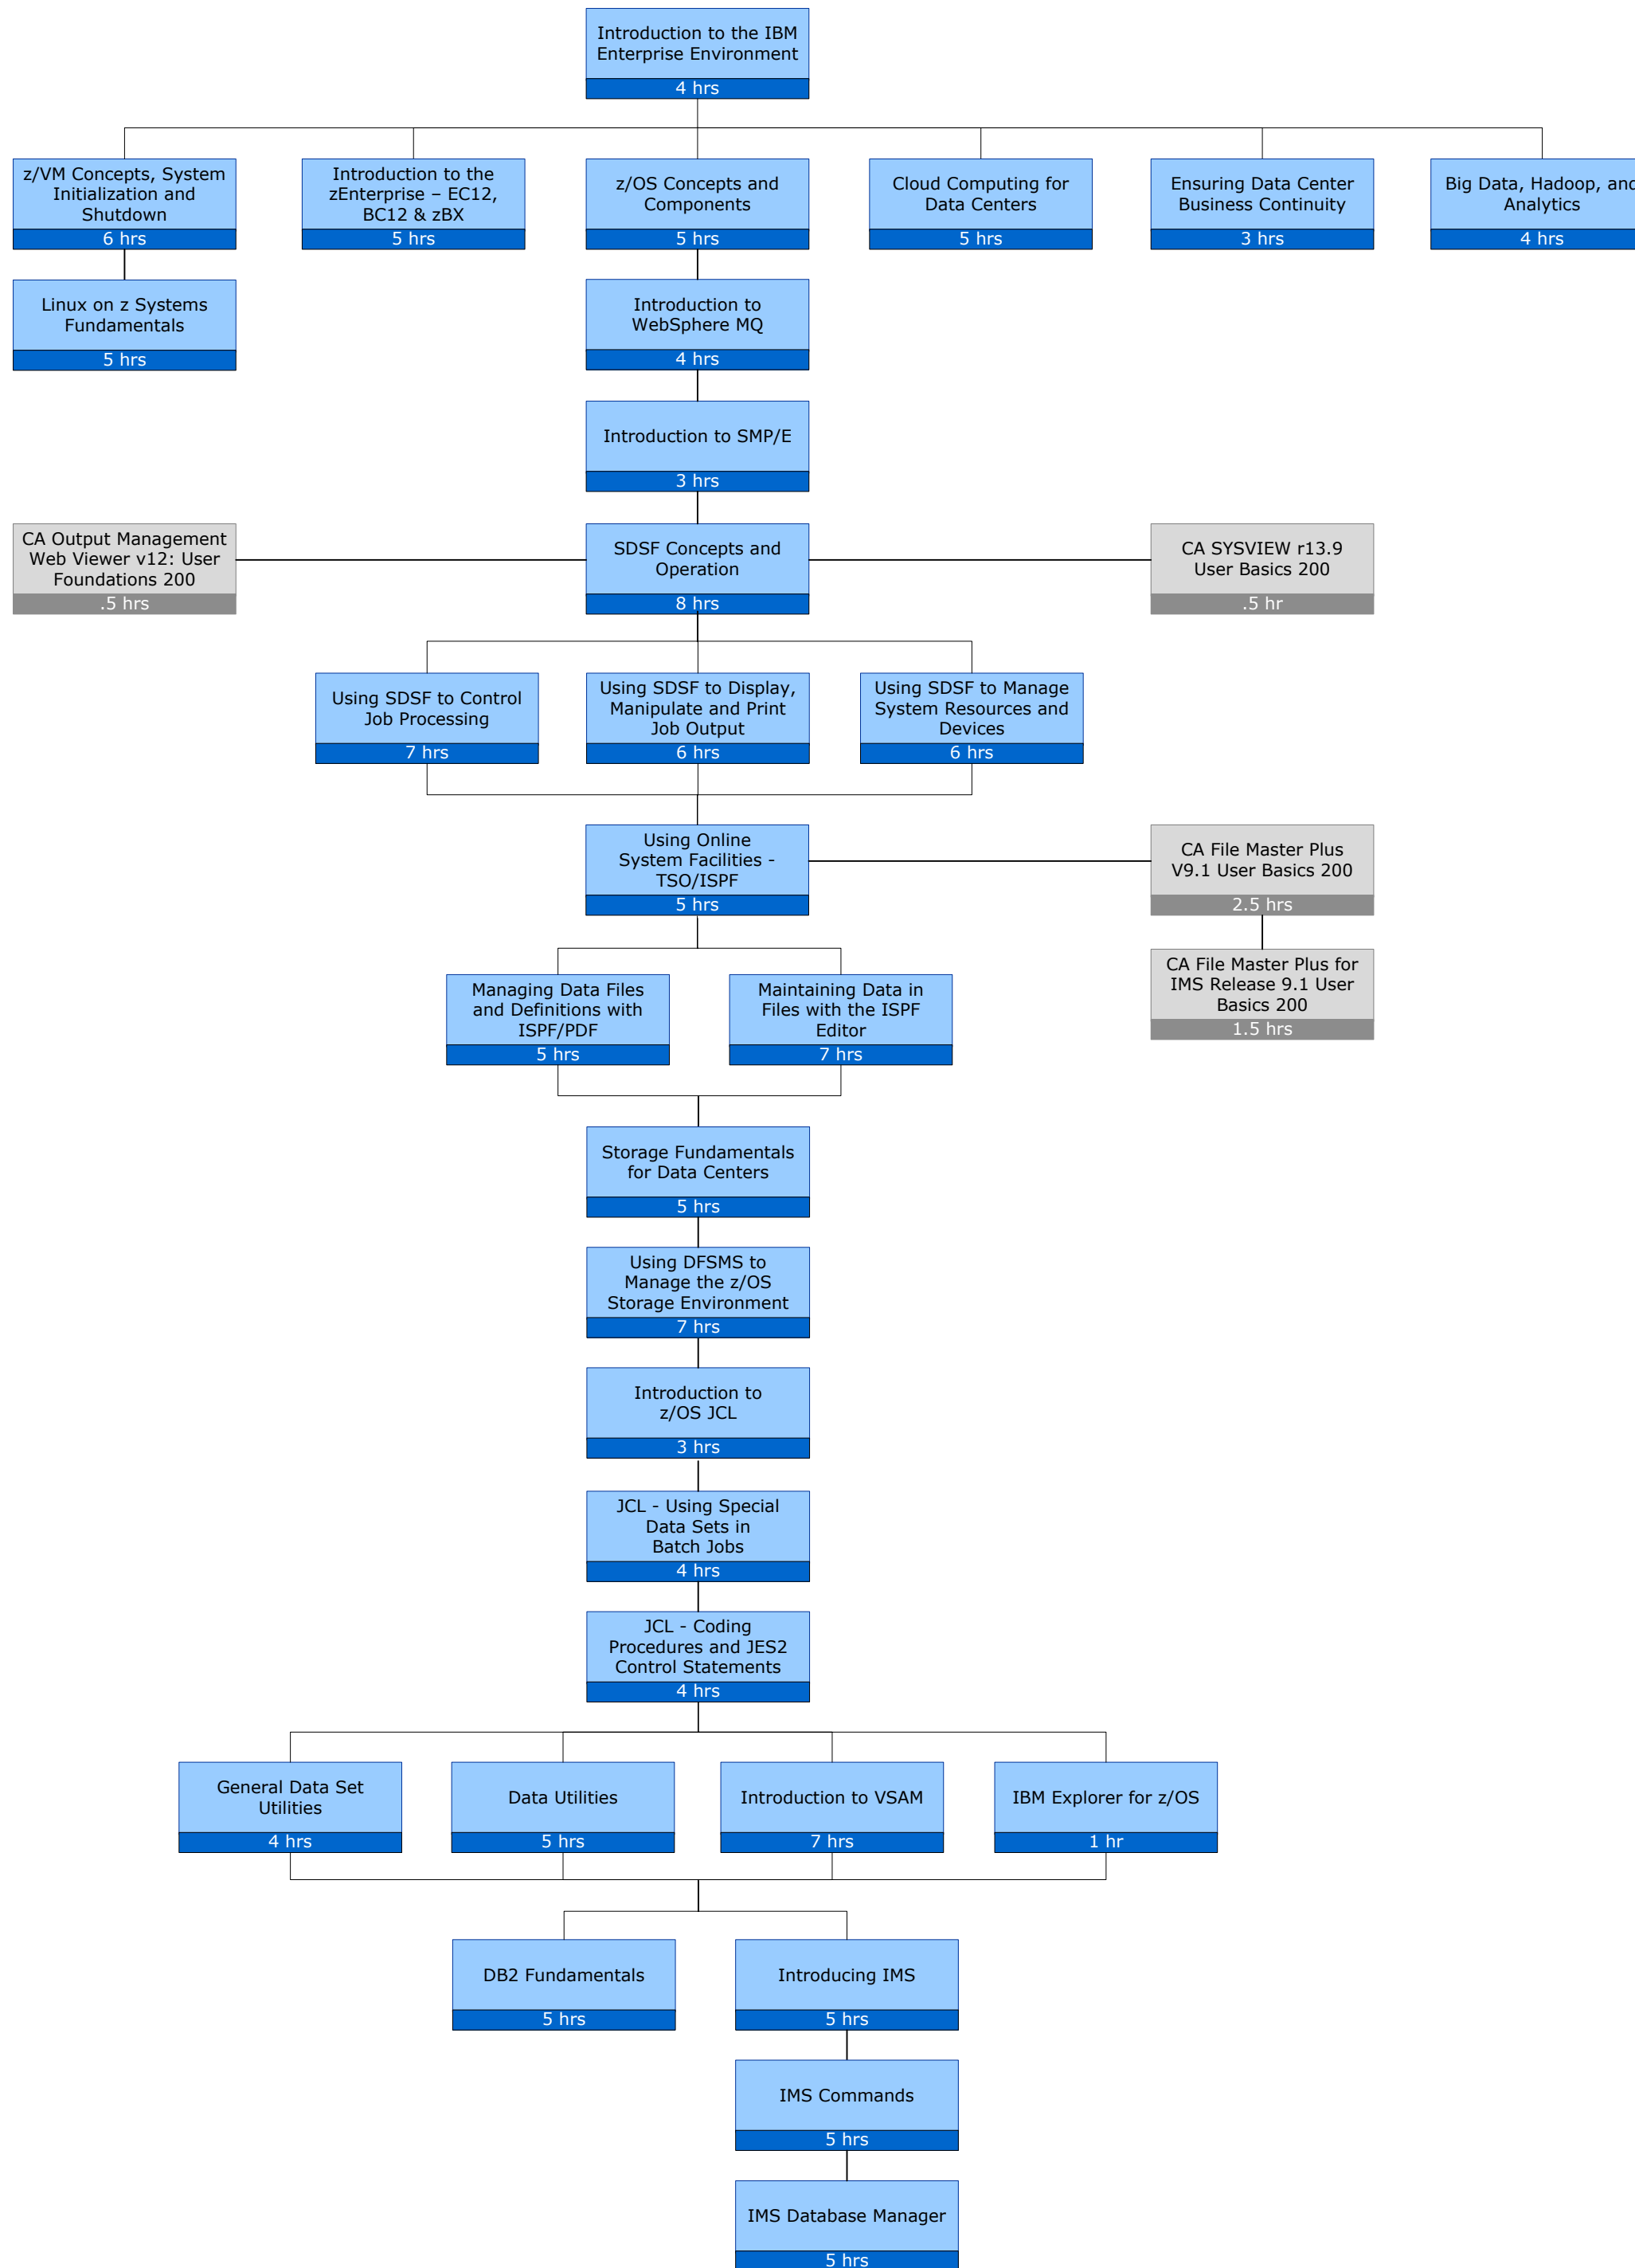 Introduction to the IBM
Enterprise Environment
4 hrs
z/VM Concepts, System
Initialization and
Shutdown
6 hrs
Introduction to the
zEnterprise – EC12,
BC12 & zBX
5 hrs
z/OS Concepts and
Components
5 hrs
Cloud Computing for
Data Centers
5 hrs
Ensuring Data Center
Business Continuity
3 hrs
Big Data, Hadoop, and
Analytics
4 hrs
Linux on z Systems
Fundamentals
5 hrs
Introduction to
WebSphere MQ
4 hrs
Introduction to SMP/E
3 hrs
CA Output Management
Web Viewer v12: User
Foundations 200
.5 hrs
SDSF Concepts and
Operation
8 hrs
CA SYSVIEW r13.9
User Basics 200
.5 hr
Using SDSF to Control
Job Processing
7 hrs
Using SDSF to Display,
Manipulate and Print
Job Output
6 hrs
Using SDSF to Manage
System Resources and
Devices
6 hrs
Using Online
System Facilities -
TSO/ISPF
5 hrs
CA File Master Plus
V9.1 User Basics 200
2.5 hrs
Managing Data Files
and Definitions with
ISPF/PDF
5 hrs
Maintaining Data in
Files with the ISPF
Editor
7 hrs
CA File Master Plus for
IMS Release 9.1 User
Basics 200
1.5 hrs
Storage Fundamentals
for Data Centers
5 hrs
Using DFSMS to
Manage the z/OS
Storage Environment
7 hrs
Introduction to
z/OS JCL
3 hrs
JCL - Using Special
Data Sets in
Batch Jobs
4 hrs
JCL - Coding
Procedures and JES2
Control Statements
4 hrs
General Data Set
Utilities
4 hrs
Data Utilities
5 hrs
Introduction to VSAM
7 hrs
IBM Explorer for z/OS
1 hr
DB2 Fundamentals
5 hrs
Introducing IMS
5 hrs
IMS Commands
5 hrs
IMS Database Manager
5 hrs